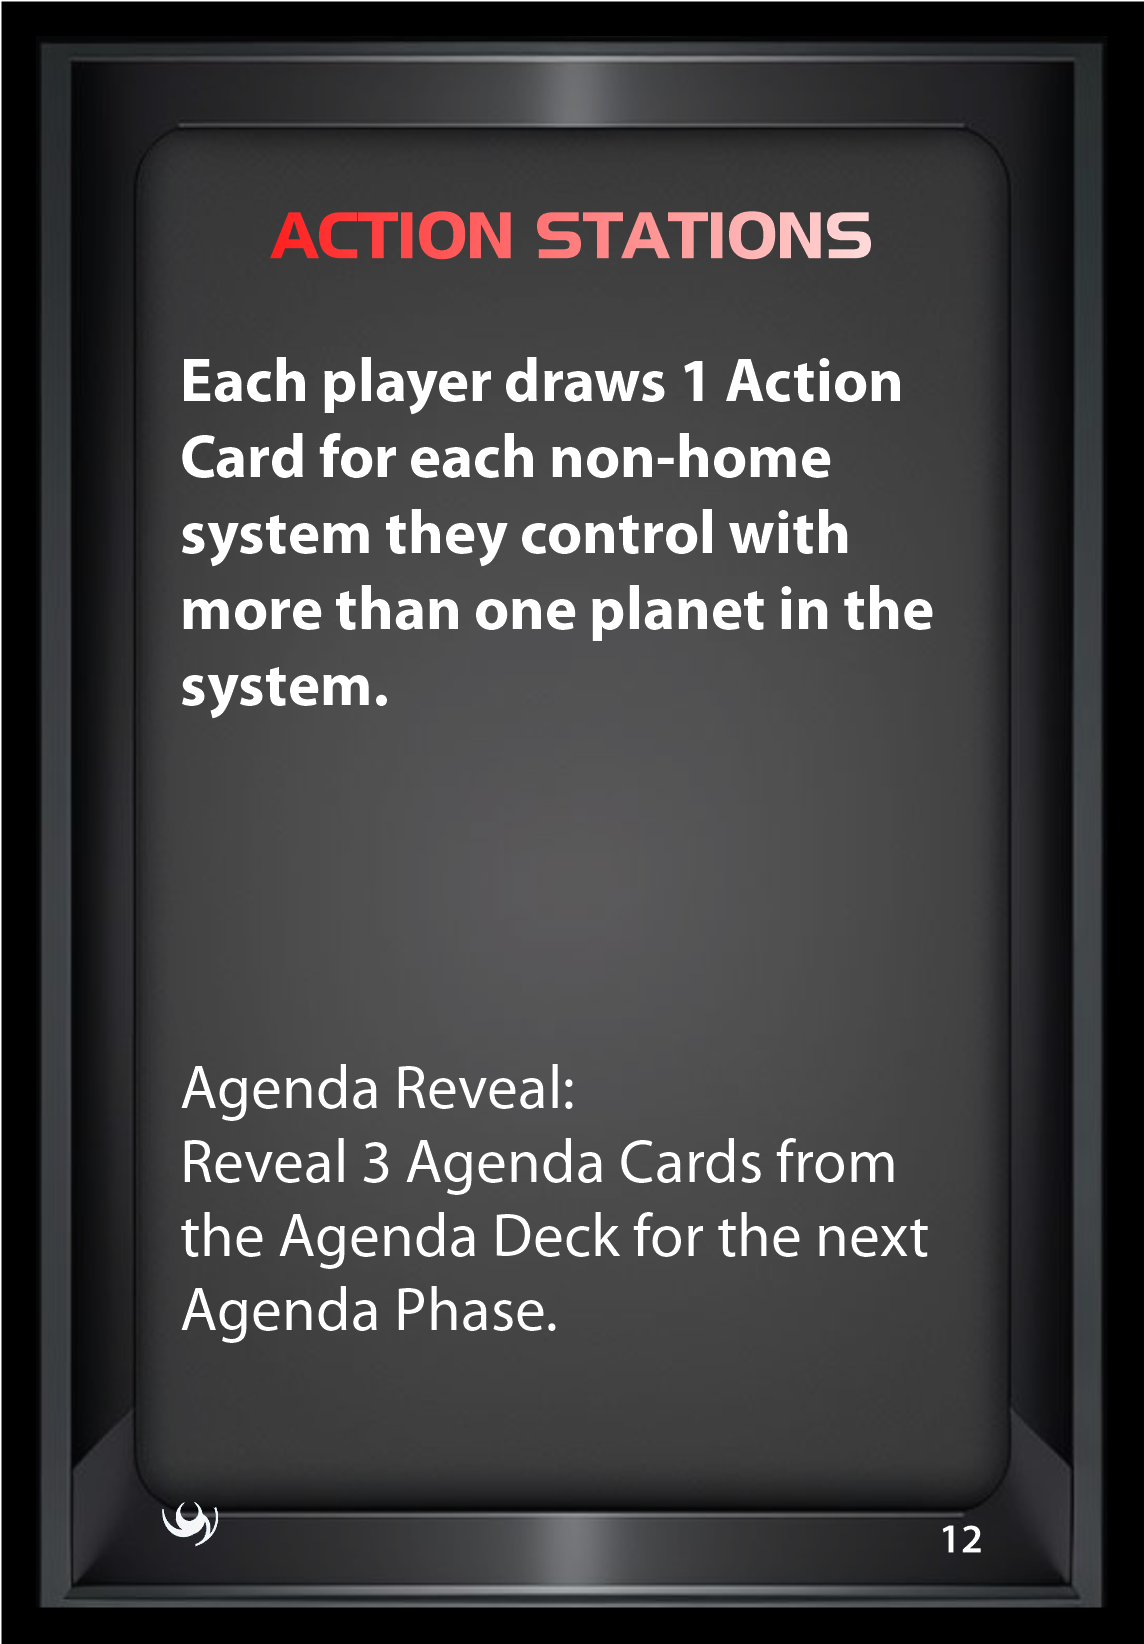 ACTION STATIONS
Each player draws 1 Action
Card for each non-home
system they control with
more than one planet in the
system.
Agenda Reveal:
Reveal 3 Agenda Cards from
the Agenda Deck for the next
Agenda Phase.
12